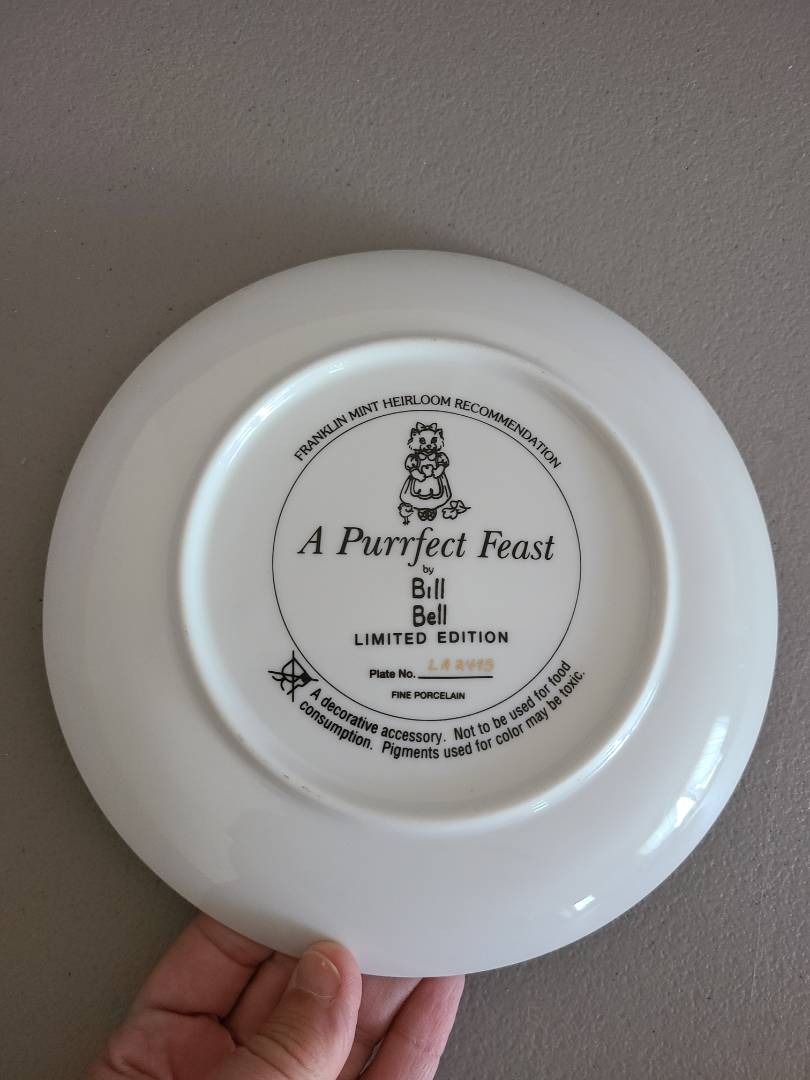 FRANKLIN MINT HEIRLOOM RECOMMENDATION
A Purrfect Feast
by
Bill
Bell
LIMITED EDITION
Plate No. LA2419
FINE PORCELAIN
A decorative accessory. Not to be used for food
consumption. Pigments used for color may be toxic.